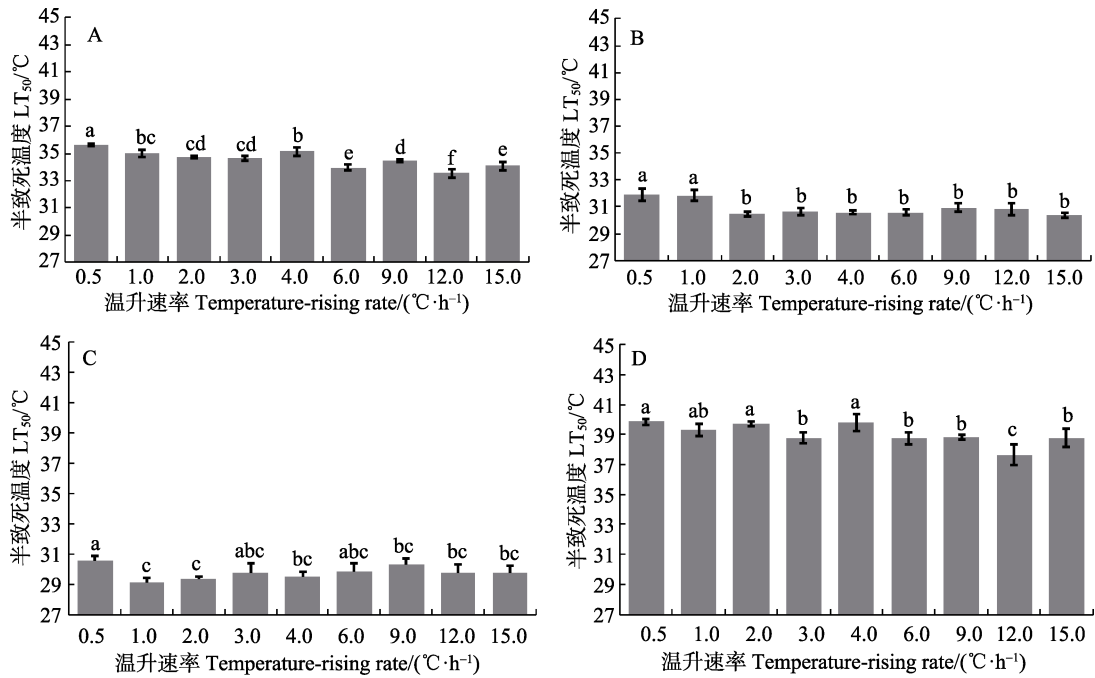 A
半致死温度 LT50/℃
45
43
41
39
37
35
33
31
29
27
a bc cd cd b e d f e
0.5 1.0 2.0 3.0 4.0 6.0 9.0 12.0 15.0
温升速率 Temperature-rising rate/(℃·h⁻¹)
B
半致死温度 LT50/℃
45
43
41
39
37
35
33
31
29
27
a a b b b b b b b
0.5 1.0 2.0 3.0 4.0 6.0 9.0 12.0 15.0
温升速率 Temperature-rising rate/(℃·h⁻¹)
C
半致死温度 LT50/℃
45
43
41
39
37
35
33
31
29
27
a c c abc bc abc bc bc bc
0.5 1.0 2.0 3.0 4.0 6.0 9.0 12.0 15.0
温升速率 Temperature-rising rate/(℃·h⁻¹)
D
半致死温度 LT50/℃
45
43
41
39
37
35
33
31
29
27
a ab a b a b b c b
0.5 1.0 2.0 3.0 4.0 6.0 9.0 12.0 15.0
温升速率 Temperature-rising rate/(℃·h⁻¹)